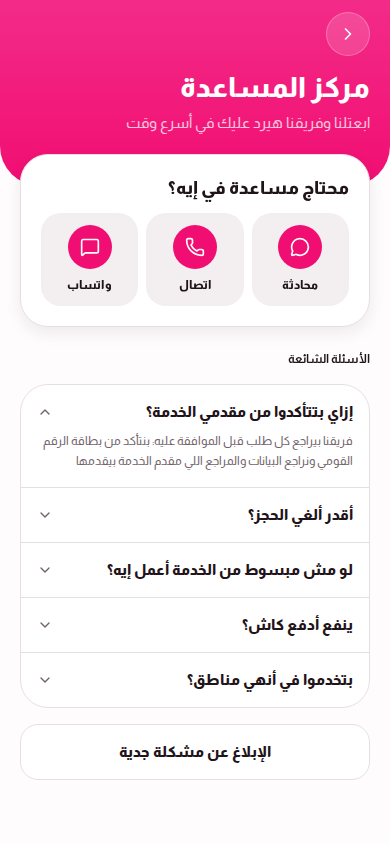 مركز المساعدة
ابعتلنا وفريقنا هيرد عليك في أسرع وقت
محتاج مساعدة في إيه؟
محادثة
اتصال
واتساب
الأسئلة الشائعة
إزاي بتتأكدوا من مقدمي الخدمة؟
فريقنا بيراجع كل طلب قبل الموافقة عليه: بنتأكد من بطاقة الرقم
القومي ونراجع البيانات والمراجع اللي مقدم الخدمة بيقدمها
أقدر ألغي الحجز؟
لو مش مبسوط من الخدمة أعمل إيه؟
ينفع أدفع كاش؟
بتخدموا في أنهي مناطق؟
الإبلاغ عن مشكلة جدية